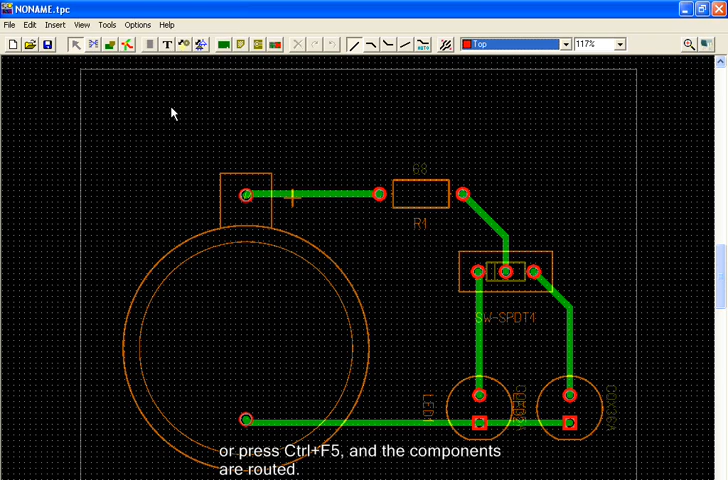 NONAME.tpc
File Edit Insert View Tools Options Help
T Top 117%
68
R1
SW-SPDT1
LED1
or press Ctrl+F5, and the components
are routed.